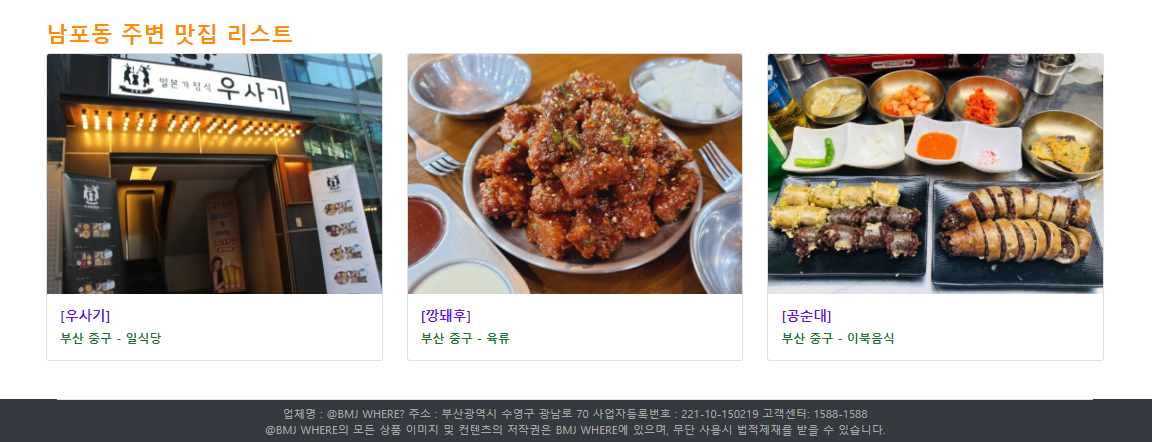 남포동 주변 맛집 리스트
일본가정식 우사기
[우사기]
부산 중구 - 일식당
[깡돼후]
부산 중구 - 육류
[공순대]
부산 중구 - 이북음식
업체명 : @BMJ WHERE? 주소 : 부산광역시 수영구 광남로 70 사업자등록번호 : 221-10-150219 고객센터: 1588-1588
@BMJ WHERE의 모든 상품 이미지 및 컨텐츠의 저작권은 BMJ WHERE에 있으며, 무단 사용시 법적제재를 받을 수 있습니다.